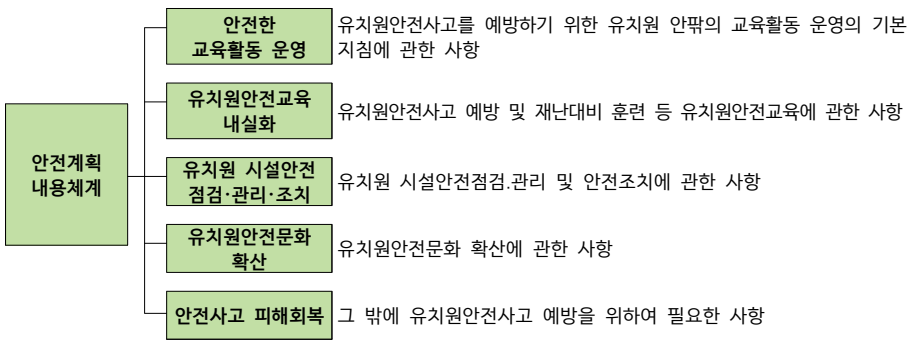 안전한
교육활동 운영
유치원안전사고를 예방하기 위한 유치원 안팎의 교육활동 운영의 기본
지침에 관한 사항
유치원안전교육
내실화
유치원안전사고 예방 및 재난대비 훈련 등 유치원안전교육에 관한 사항
안전계획
내용체계
유치원 시설안전
점검·관리·조치
유치원 시설안전점검.관리 및 안전조치에 관한 사항
유치원안전문화
확산
유치원안전문화 확산에 관한 사항
안전사고 피해회복
그 밖에 유치원안전사고 예방을 위하여 필요한 사항